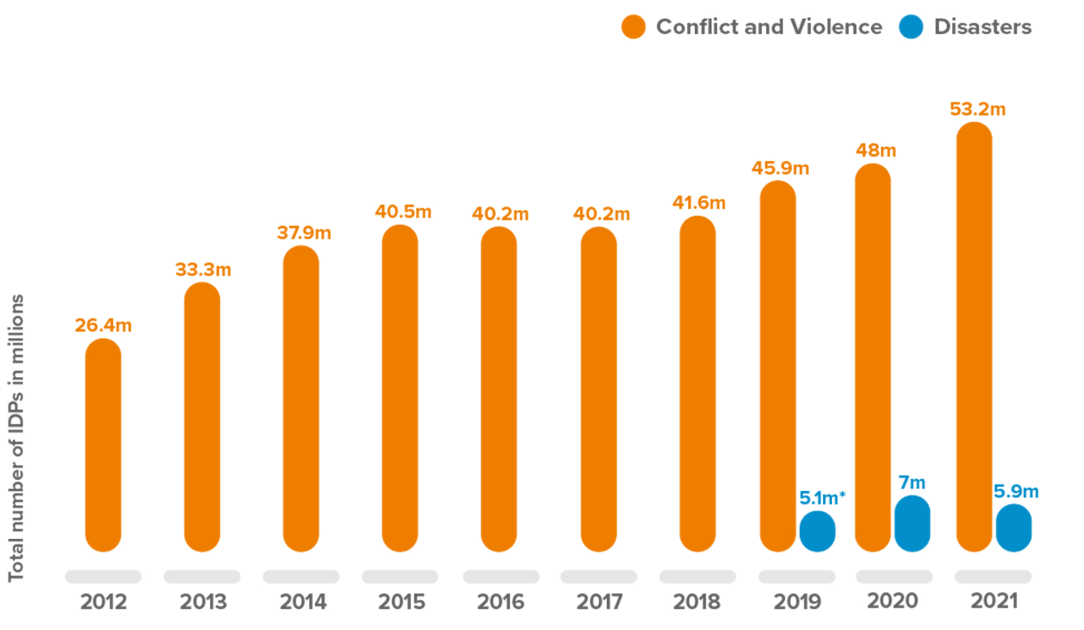 Conflict and Violence Disasters
53.2m
48m
45.9m
41.6m
40.5m 40.2m 40.2m
37.9m
33.3m
26.4m
5.1m* 7m 5.9m
Total number of IDPs in millions
2012 2013 2014 2015 2016 2017 2018 2019 2020 2021